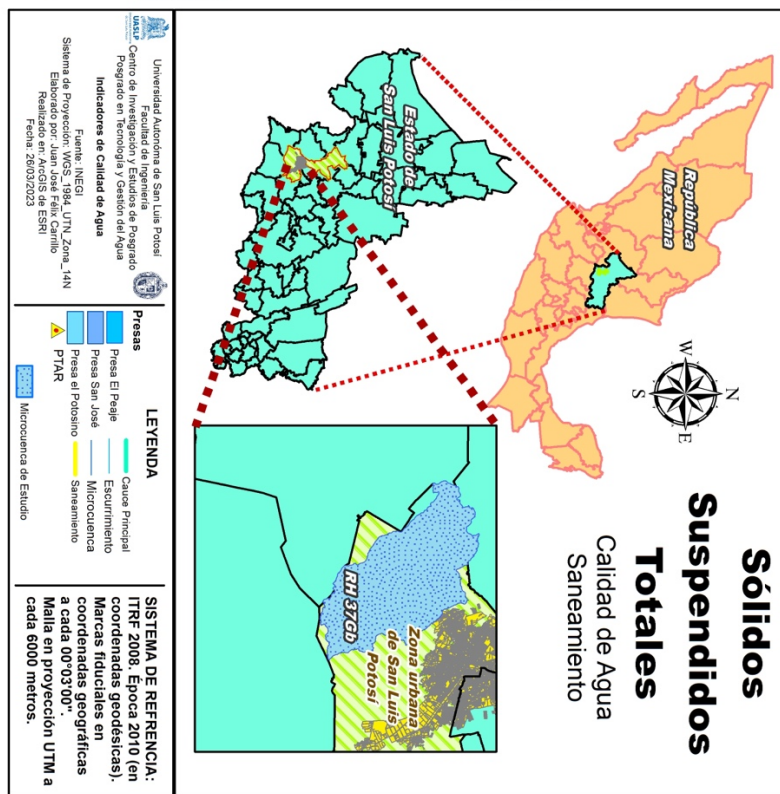 Sólidos
Suspendidos
Totales
Calidad de Agua
Saneamiento
República
Mexicana
N
W
E
S
Estado de
San Luis Potosí
RH 37Gb
Zona urbana
de San Luis
Potosí
UASLP
Universidad Autonóma de San Luis Potosí
Facultad de Ingeniería
Centro de Investigación y Estudios de Posgrado
Posgrado en Tecnología y Gestión del Agua
Indicadores de Calidad de Agua
Fuente: INEGI
Sistema de Proyección: WGS_1984_UTN_Zona_14N
Elaborado por: Juan José Félix Carrillo
Realizado en: ArcGIS de ESRI
Fecha: 26/03/2023
LEYENDA
Presas
Presa El Peaje
Presa San José
Presa el Potosino
PTAR
Cauce Principal
Escurrimiento
Microcuenca
Saneamiento
Microcuenca de Estudio
SISTEMA DE REFRENCIA:
ITRF 2008. Época 2010 (en
coordenadas geodésicas).
Marcas fiduciales en
coordenadas geográficas
a cada 00°03'00".
Malla en proyección UTM a
cada 6000 metros.